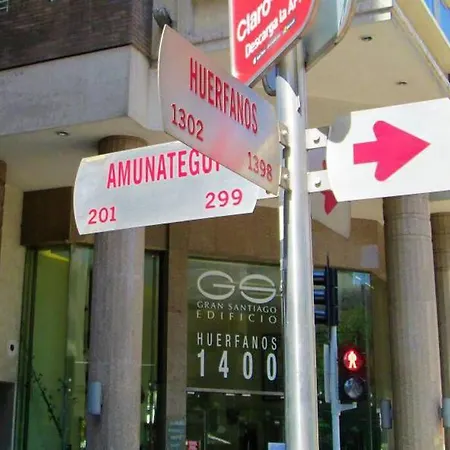 Claro
Descarga la
HUERFANOS
1302 1398
AMUNATEGUI
201 299
GS
GRAN SANTIAGO
EDIFICIO
HUERFANOS
1400